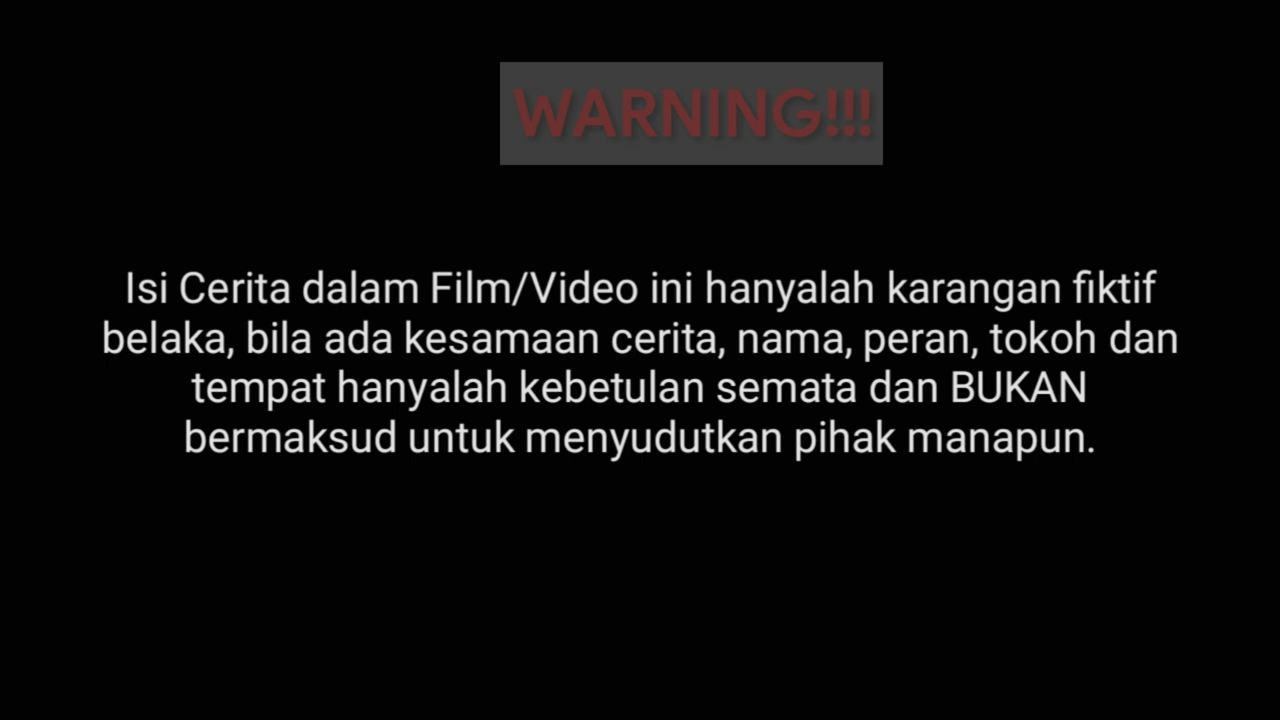 WARNING!!!
Isi Cerita dalam Film/Video ini hanyalah karangan fiktif
belaka, bila ada kesamaan cerita, nama, peran, tokoh dan
tempat hanyalah kebetulan semata dan BUKAN
bermaksud untuk menyudutkan pihak manapun.